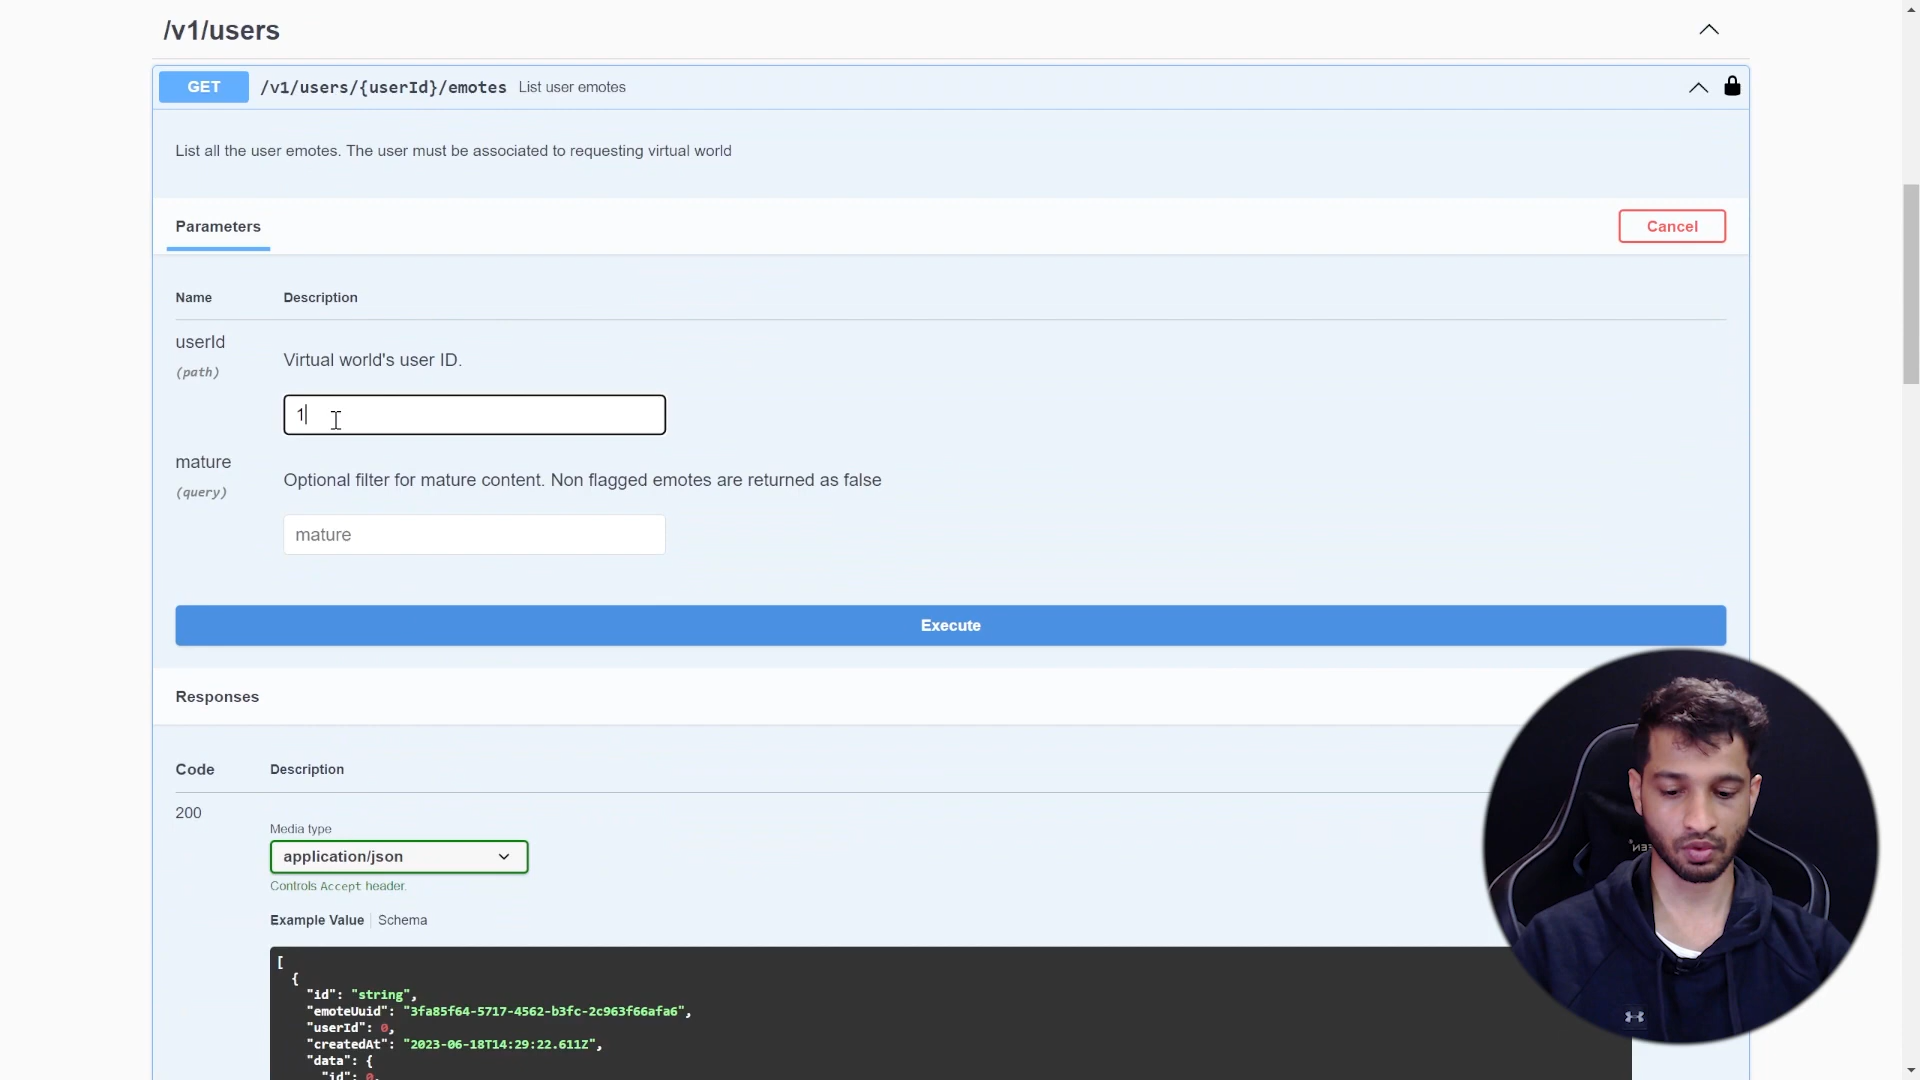 /v1/users
GET /v1/users/{userId}/emotes List user emotes
List all the user emotes. The user must be associated to requesting virtual world
Parameters
Cancel
Name Description
userId
(path)
Virtual world's user ID.
1
mature
(query)
Optional filter for mature content. Non flagged emotes are returned as false
mature
Execute
Responses
Code Description
200
Media type
application/json
Controls Accept header.
Example Value Schema
[
{
"id": "string",
"emoteUuid": "3fa85f64-5717-4562-b3fc-2c963f66afa6",
"userId": 0,
"createdAt": "2023-06-18T14:29:22.611Z",
"data": {
"id": 0,